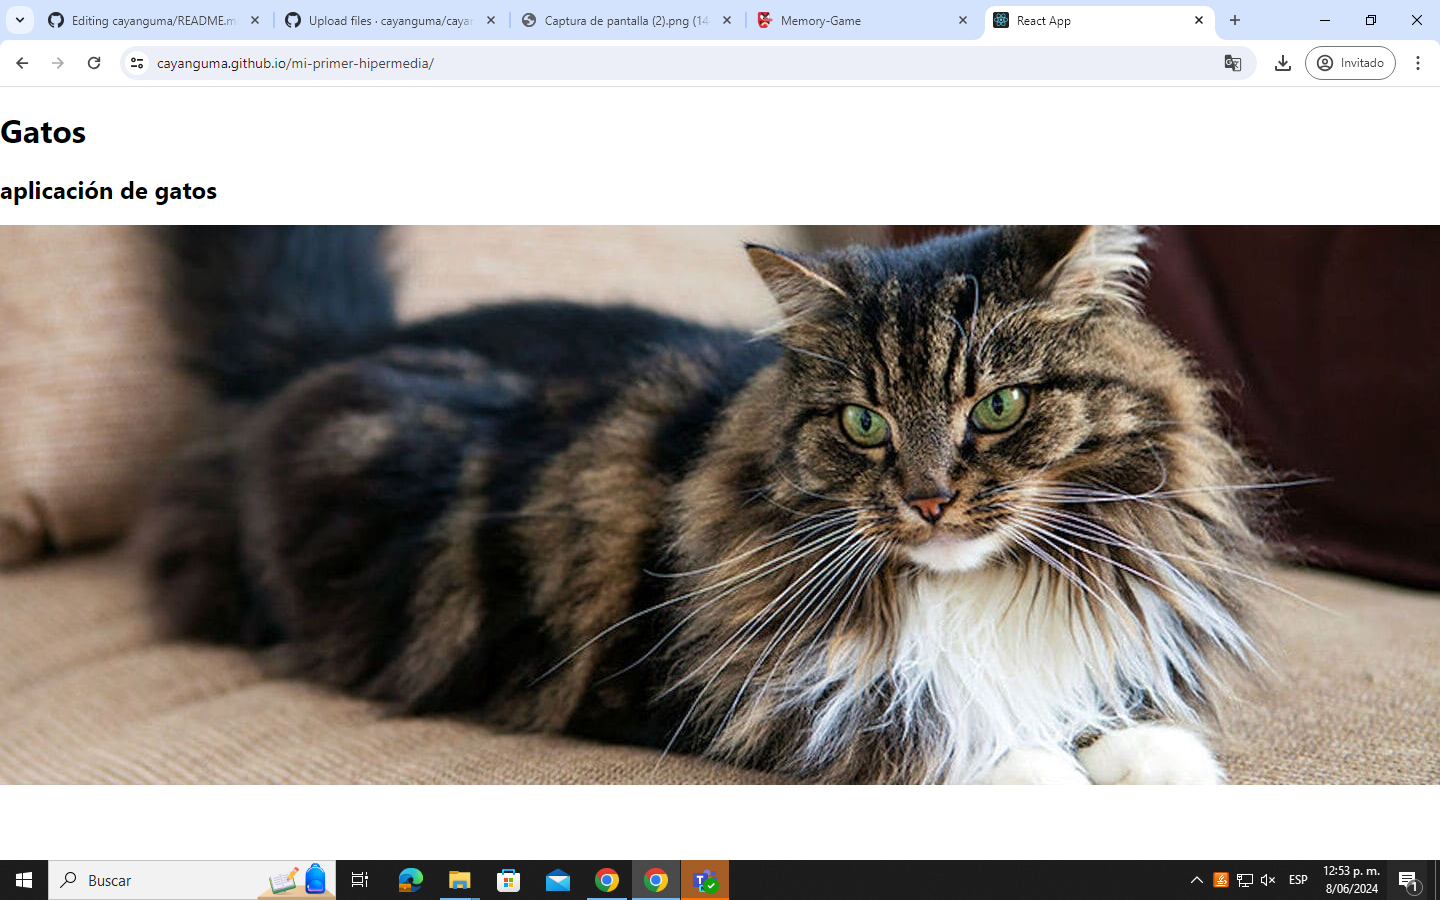 Editing cayanguma/README.m
Upload files · cayanguma/cayan
Captura de pantalla (2).png (14
Memory-Game
React App
cayanguma.github.io/mi-primer-hipermedia/
Invitado
Gatos
aplicación de gatos
Buscar
ESP
12:53 p. m.
8/06/2024
1